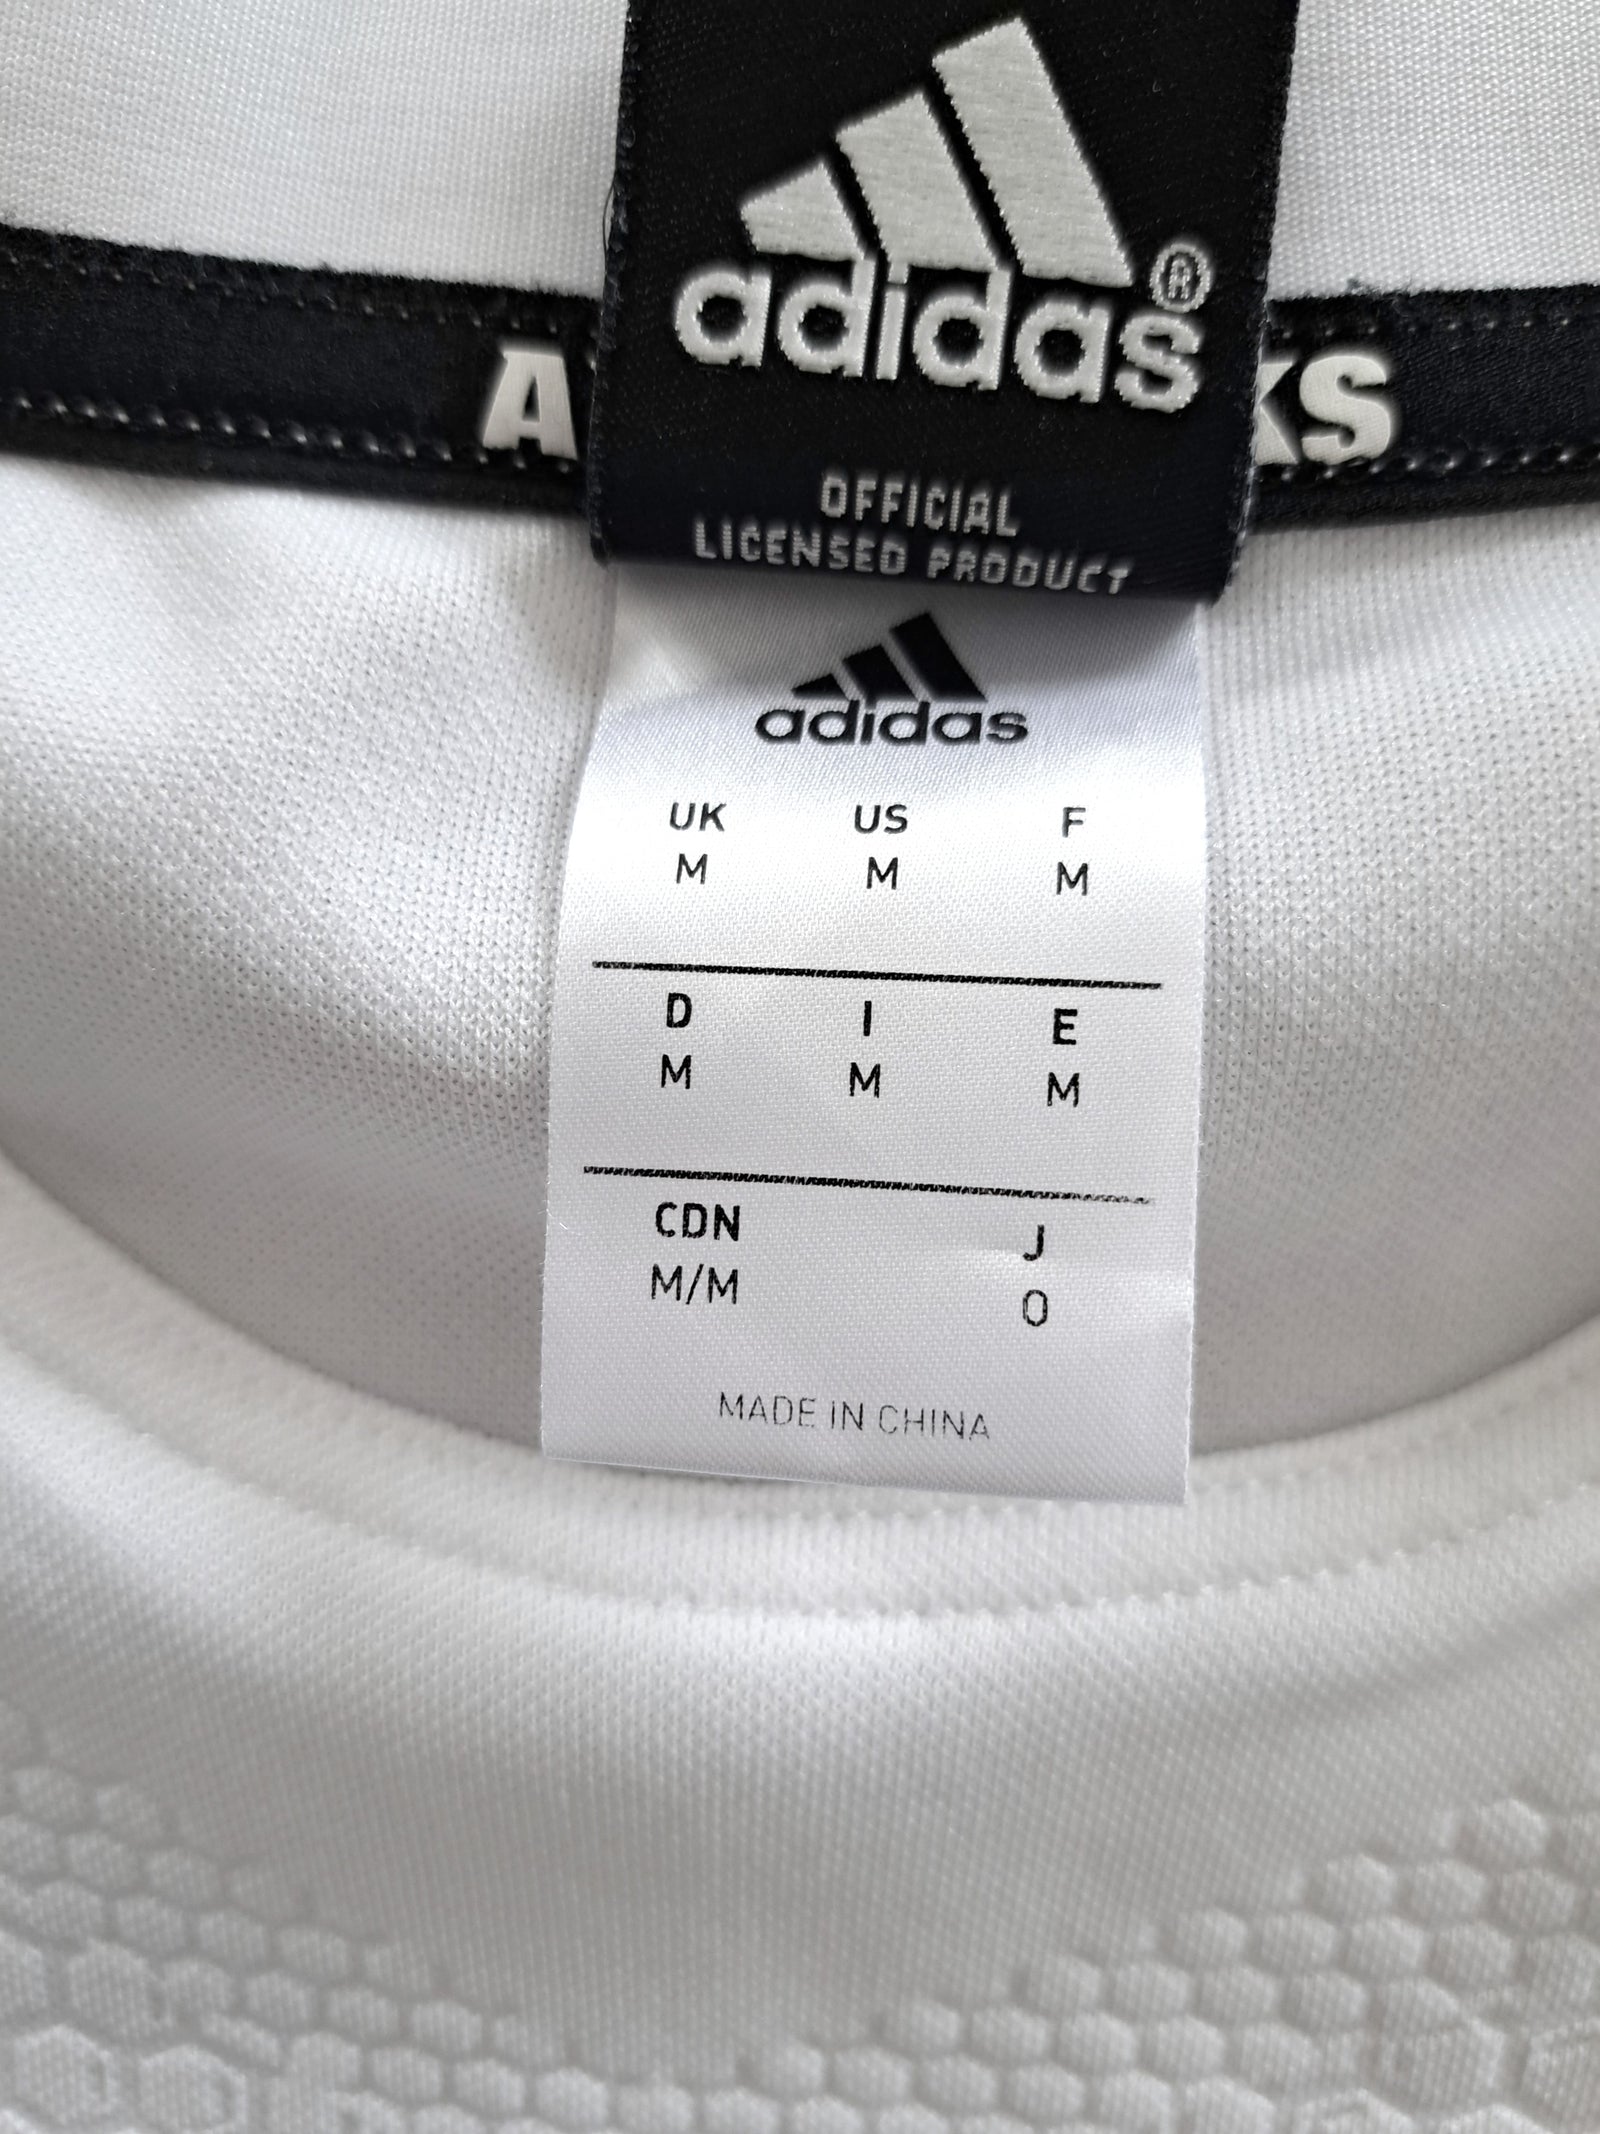 adidas®
OFFICIAL
LICENSED PRODUCT
adidas
UK US F
M M M
D I E
M M M
CDN J
M/M O
MADE IN CHINA